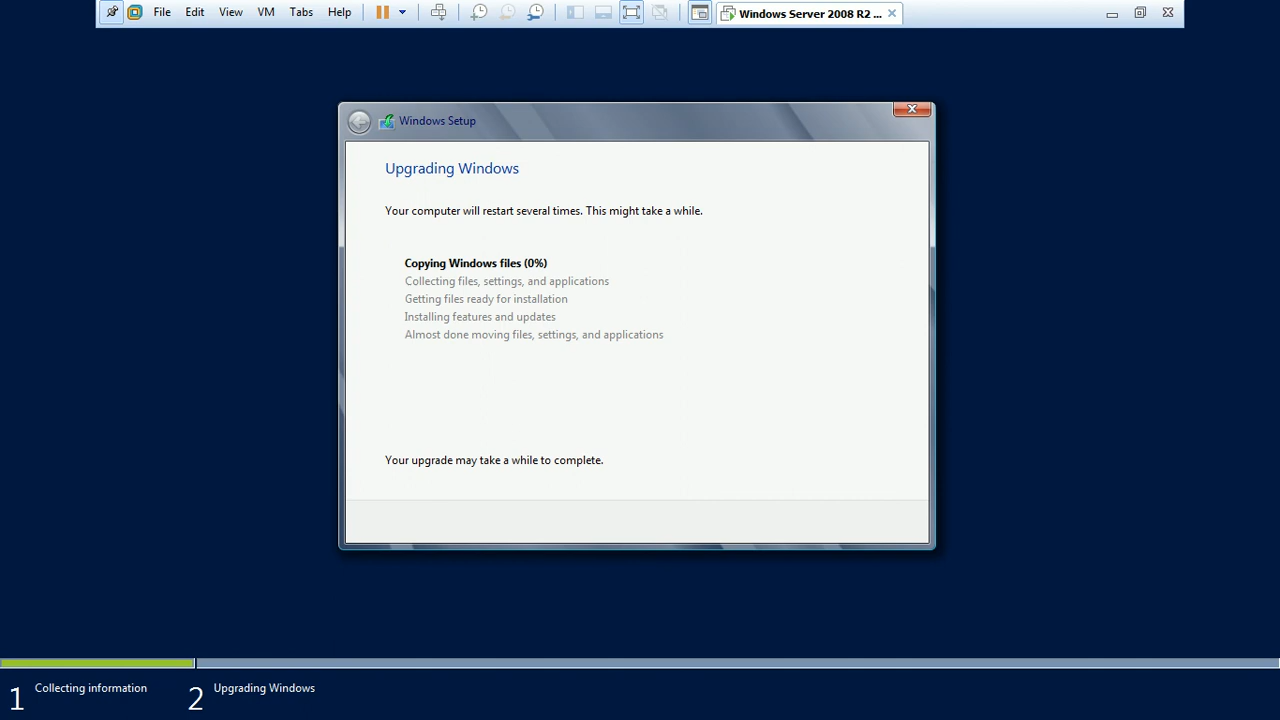 File Edit View VM Tabs Help Windows Server 2008 R2 ...
Windows Setup
Upgrading Windows
Your computer will restart several times. This might take a while.
Copying Windows files (0%)
Collecting files, settings, and applications
Getting files ready for installation
Installing features and updates
Almost done moving files, settings, and applications
Your upgrade may take a while to complete.
1 Collecting information 2 Upgrading Windows